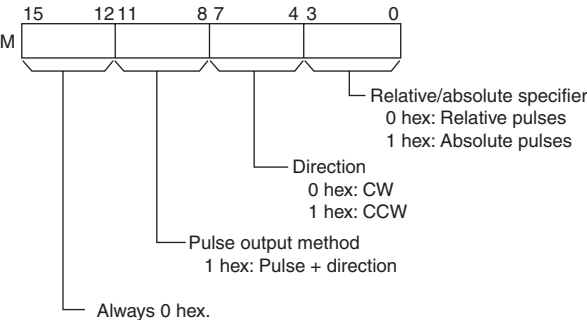 15 12 11 8 7 4 3 0
M
Relative/absolute specifier
0 hex: Relative pulses
1 hex: Absolute pulses
Direction
0 hex: CW
1 hex: CCW
Pulse output method
1 hex: Pulse + direction
Always 0 hex.